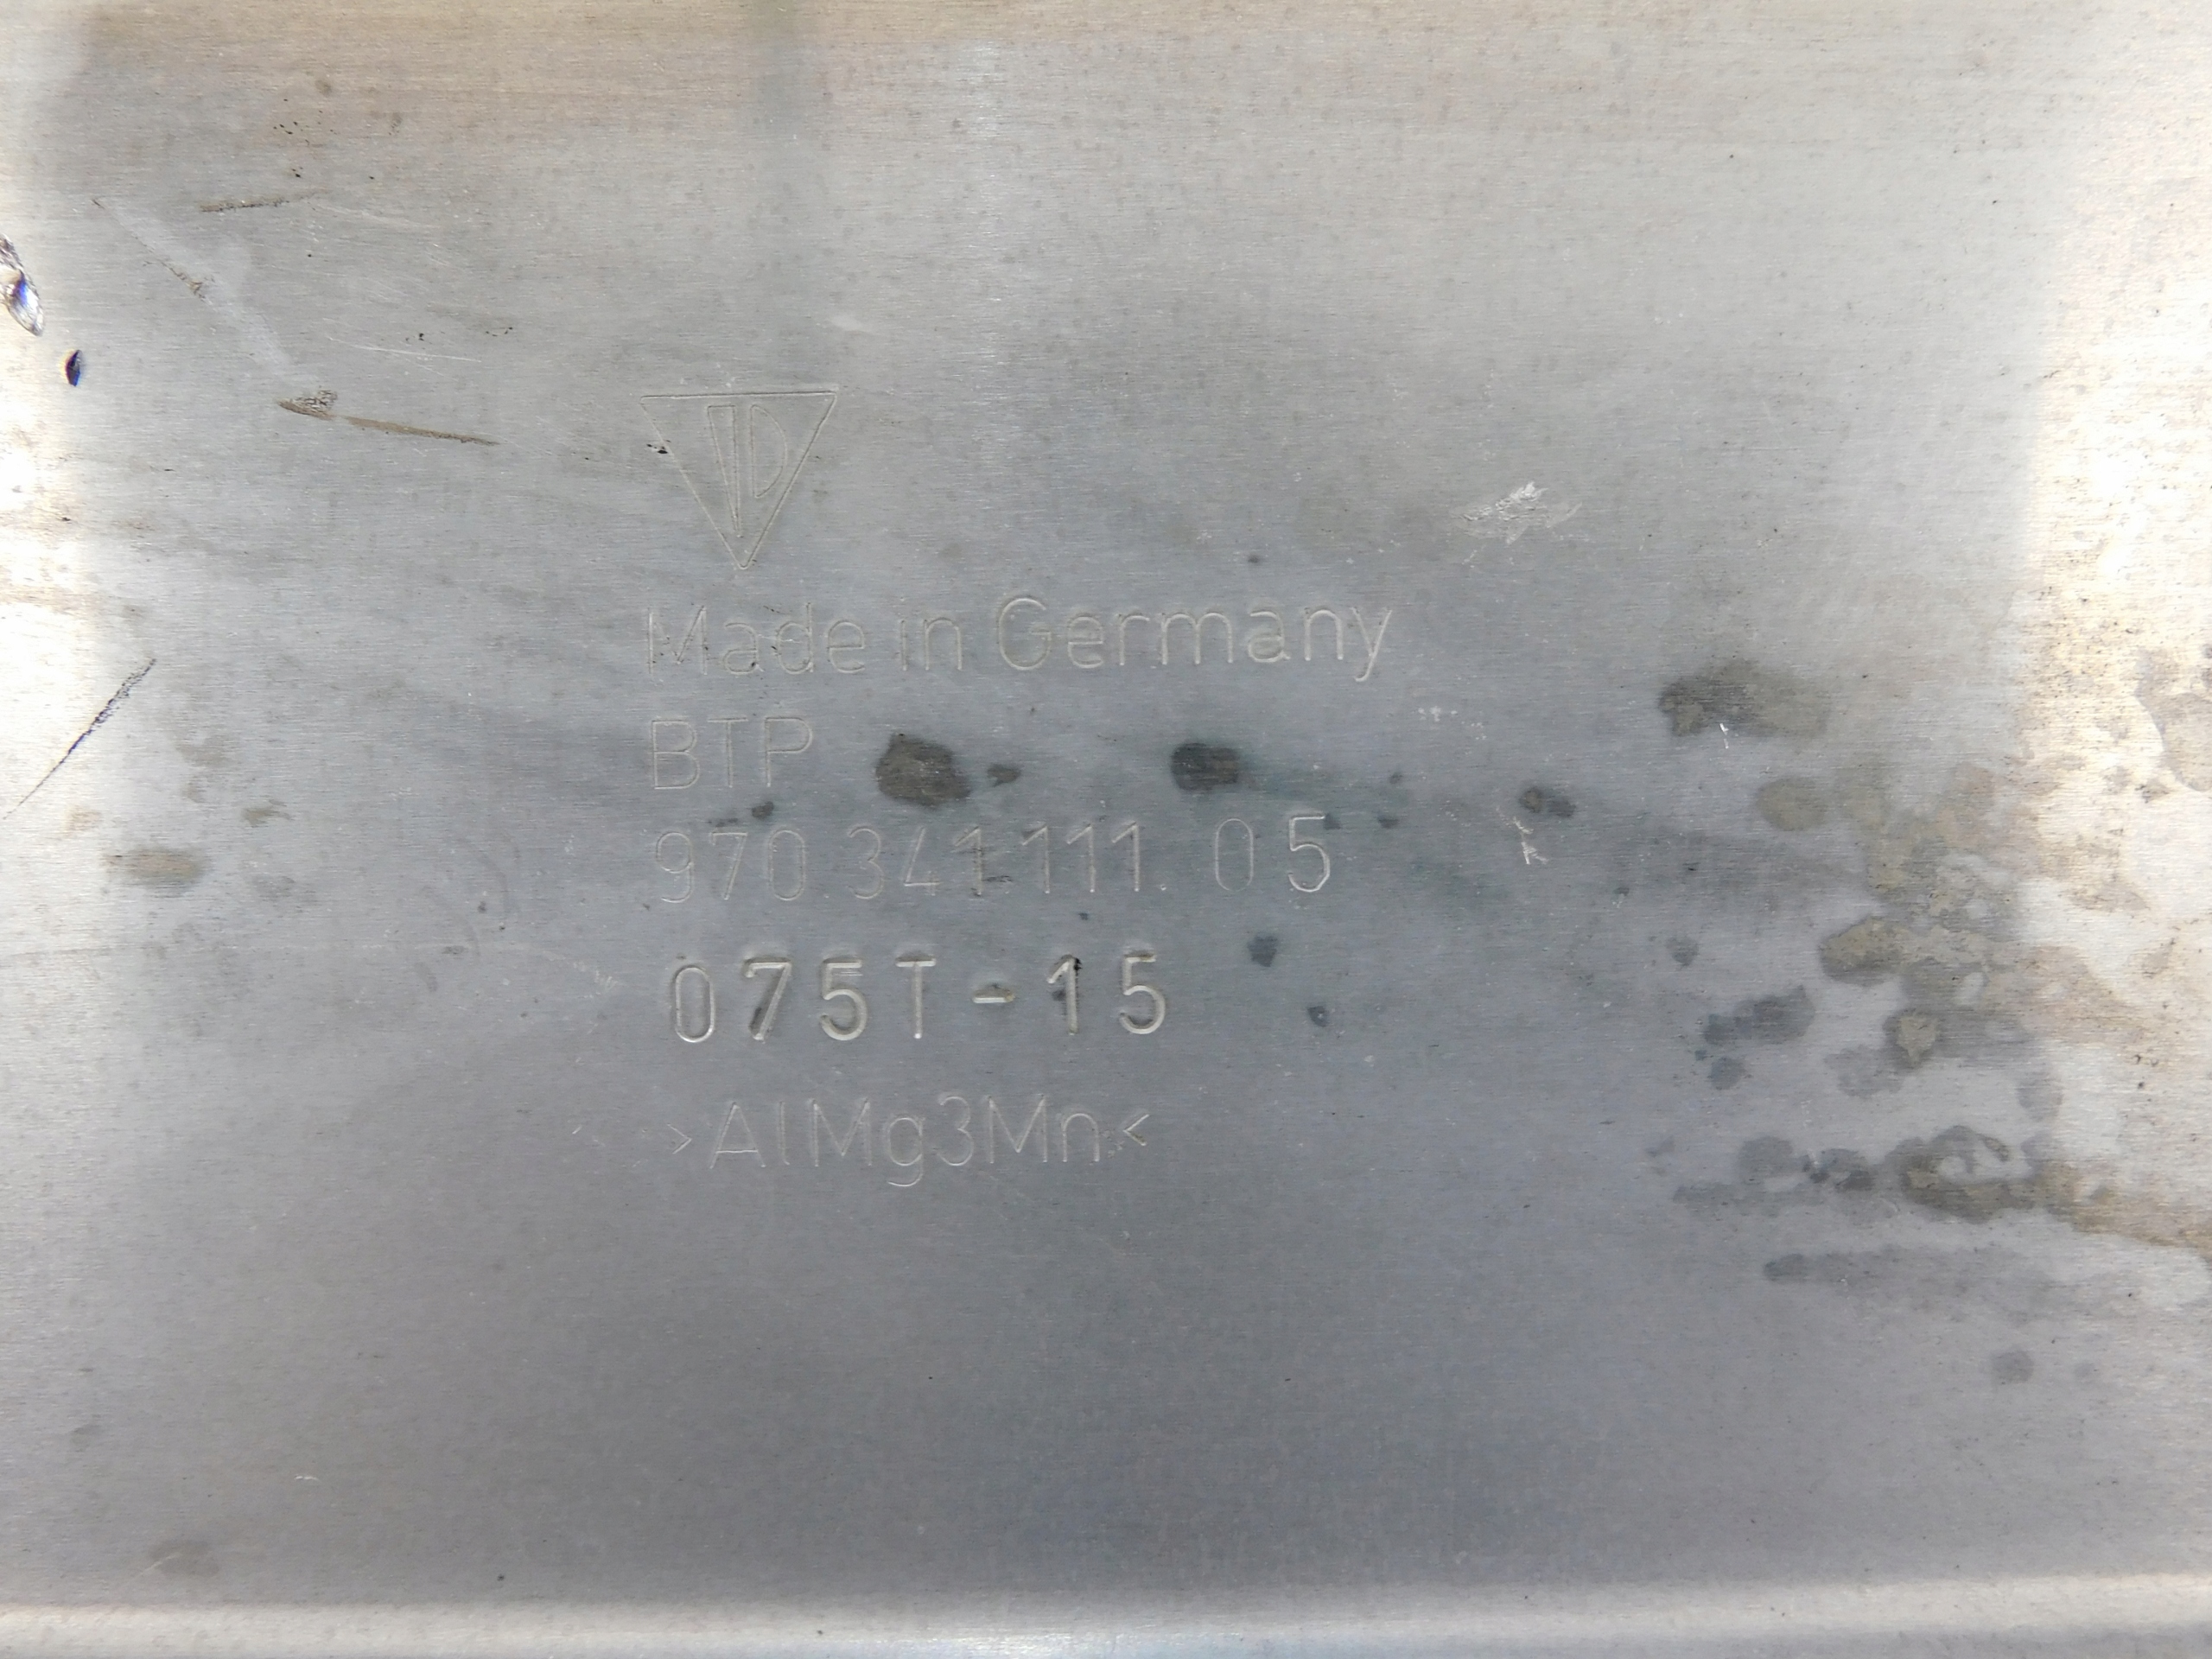 Made in Germany
BTP
970 341 111. 05
075T-15
>AlMg3Mn<